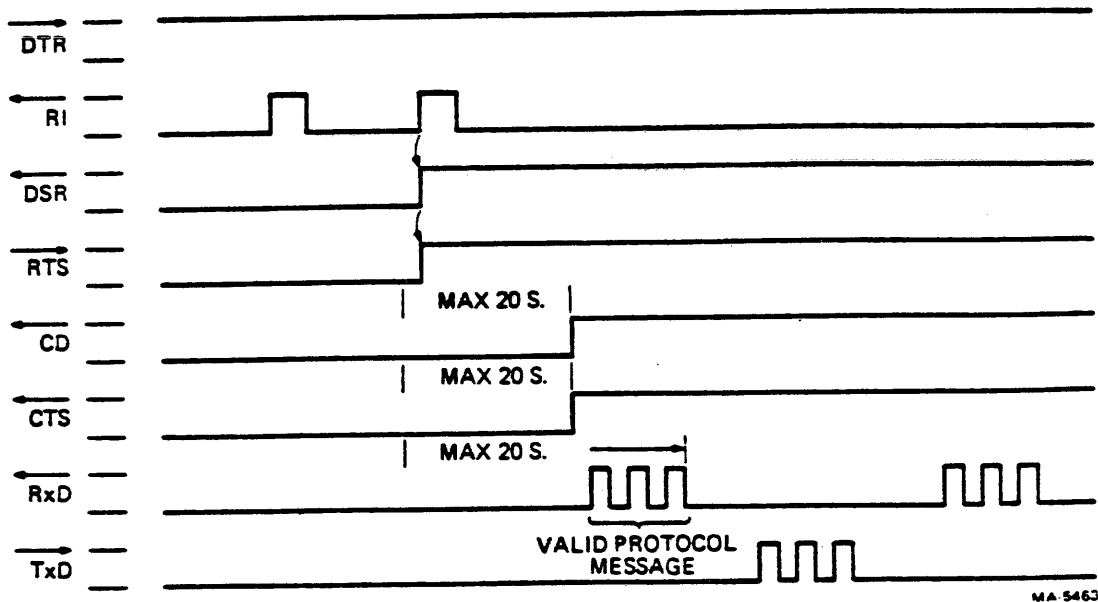 DTR
RI
DSR
RTS
MAX 20 S.
CD
MAX 20 S.
CTS
MAX 20 S.
RxD
VALID PROTOCOL
MESSAGE
TxD
MA-5463